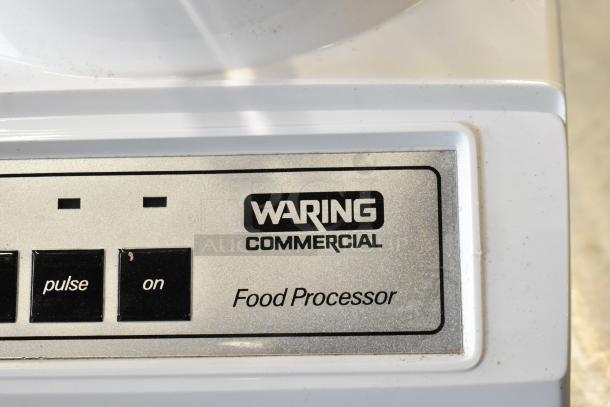 WARING
COMMERCIAL
pulse
on
Food Processor